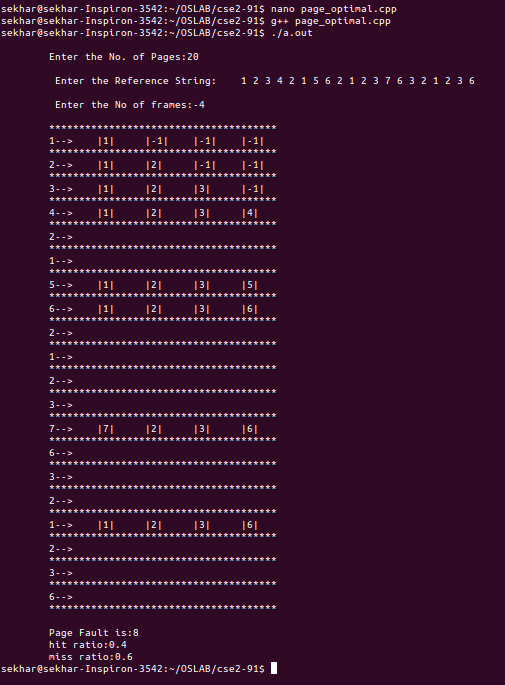 sekhar@sekhar-Inspiron-3542:~/OSLAB/cse2-91$ nano page_optimal.cpp
sekhar@sekhar-Inspiron-3542:~/OSLAB/cse2-91$ g++ page_optimal.cpp
sekhar@sekhar-Inspiron-3542:~/OSLAB/cse2-91$ ./a.out
Enter the No. of Pages:20
Enter the Reference String: 1 2 3 4 2 1 5 6 2 1 2 3 7 6 3 2 1 2 3 6
Enter the No of frames:-4
**************************************
1--> |1| |-1| |-1| |-1|
**************************************
2--> |1| |2| |-1| |-1|
**************************************
3--> |1| |2| |3| |-1|
**************************************
4--> |1| |2| |3| |4|
**************************************
2-->
**************************************
1-->
**************************************
5--> |1| |2| |3| |5|
**************************************
6--> |1| |2| |3| |6|
**************************************
2-->
**************************************
1-->
**************************************
2-->
**************************************
3-->
**************************************
7--> |7| |2| |3| |6|
**************************************
6-->
**************************************
3-->
**************************************
2-->
**************************************
1--> |1| |2| |3| |6|
**************************************
2-->
**************************************
3-->
**************************************
6-->
**************************************
Page Fault is:8
hit ratio:0.4
miss ratio:0.6
sekhar@sekhar-Inspiron-3542:~/OSLAB/cse2-91$